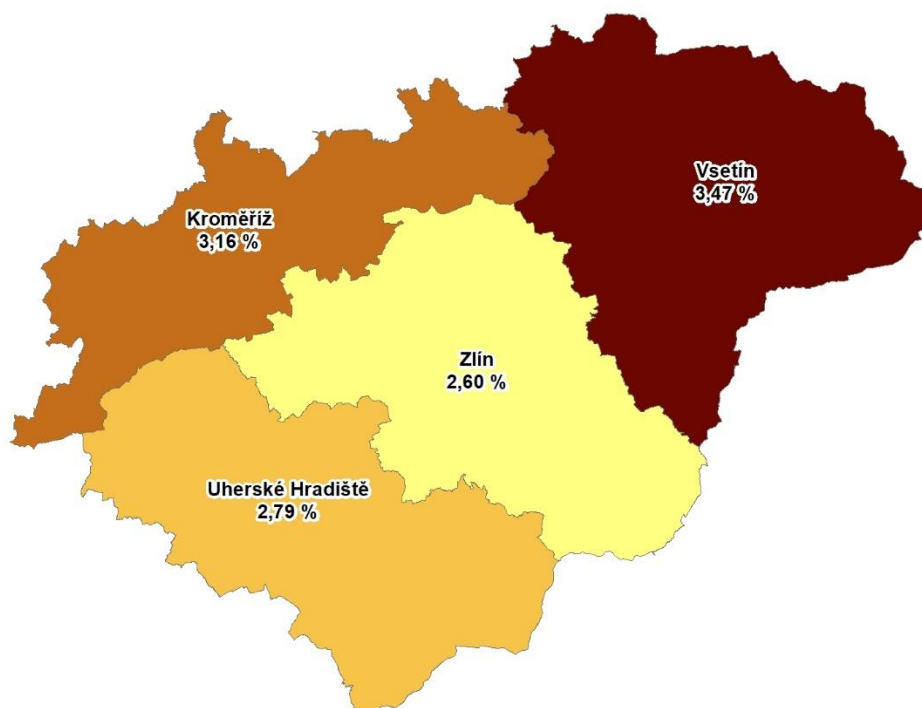 Vsetín
3,47 %
Kroměříž
3,16 %
Zlín
2,60 %
Uherské Hradiště
2,79 %